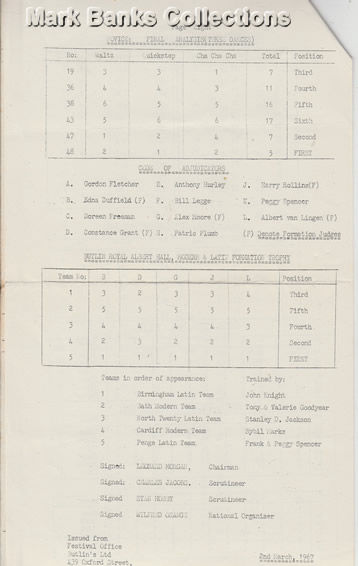 Mark Banks Collections
Page Eight
NOVICE: FINAL ANALYSIS(THREE DANCES)
No: Waltz Quickstep Cha Cha Cha Total Position
19 3 3 1 7 Third
36 4 4 3 11 Fourth
38 6 5 5 16 Fifth
43 5 6 6 17 Sixth
47 1 2 4 7 Second
48 2 1 2 5 FIRST
CODE OF ADJUDICATORS
A. Gordon Fletcher E. Anthony Hurley J. Harry Hollins(F)
B. Edna Duffield (F) F. Bill Legge K. Peggy Spencer
C. Doreen Freeman G. Alex Moore (F) L. Albert van Lingen (F)
D. Constance Grant (F) H. Patric Plumb (F) Denote Formation Judges
BUTLIN ROYAL ALBERT HALL, MODERN & LATIN FORMATION TROPHY
Team No: B D G J L Position
1 3 2 3 3 4 Third
2 5 5 5 5 5 Fifth
3 4 4 4 4 3 Fourth
4 2 3 2 2 2 Second
5 1 1 1 1 1 FIRST
Teams in order of appearance: Trained by:
1 Birmingham Latin Team John Knight
2 Bath Modern Team Tony & Valerie Goodyear
3 North Twenty Latin Team Stanley D. Jackson
4 Cardiff Modern Team Sybil Marks
5 Penge Latin Team Frank & Peggy Spencer
Signed: LEONARD MORGAN, Chairman
Signed: CHARLES JACOBS, Scrutineer
Signed STAN Scrutineer
Signed WILFRED ORANGE National Organiser
Issued from
Festival Office
Butlin's Ltd
439 Oxford Street. 2nd March, 1967